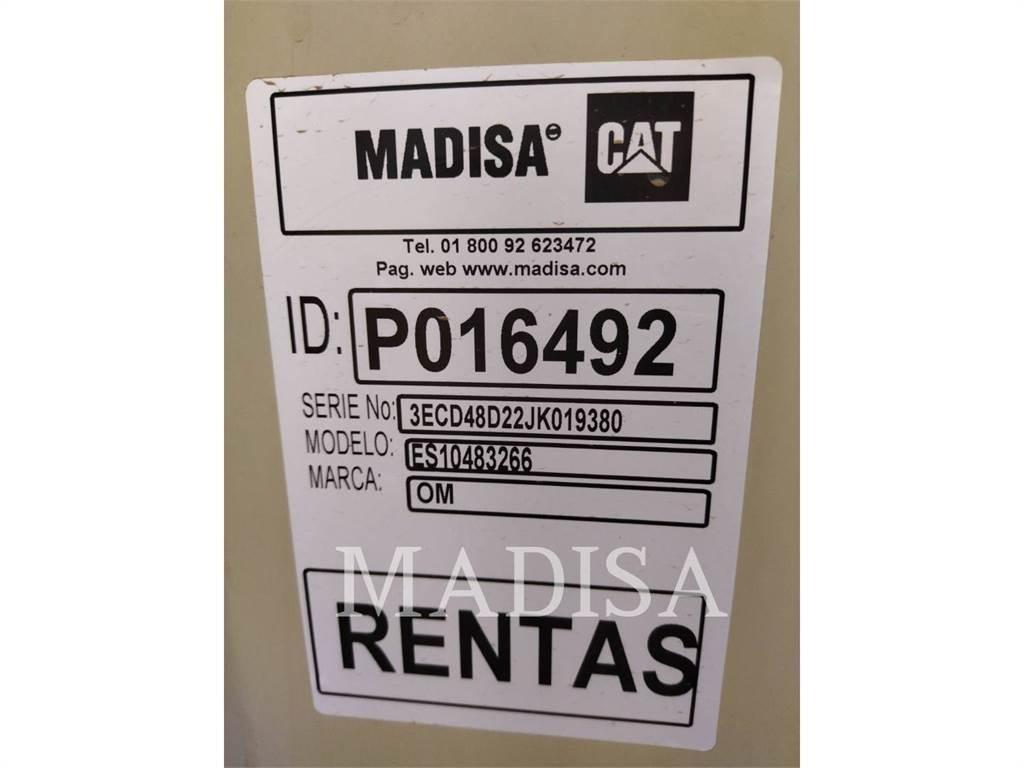 MADISA® CAT
Tel. 01 800 92 623472
Pag. web www.madisa.com
ID: P016492
SERIE No: 3ECD48D22JK019380
MODELO: ES10483266
MARCA: OM
MADISA
RENTAS